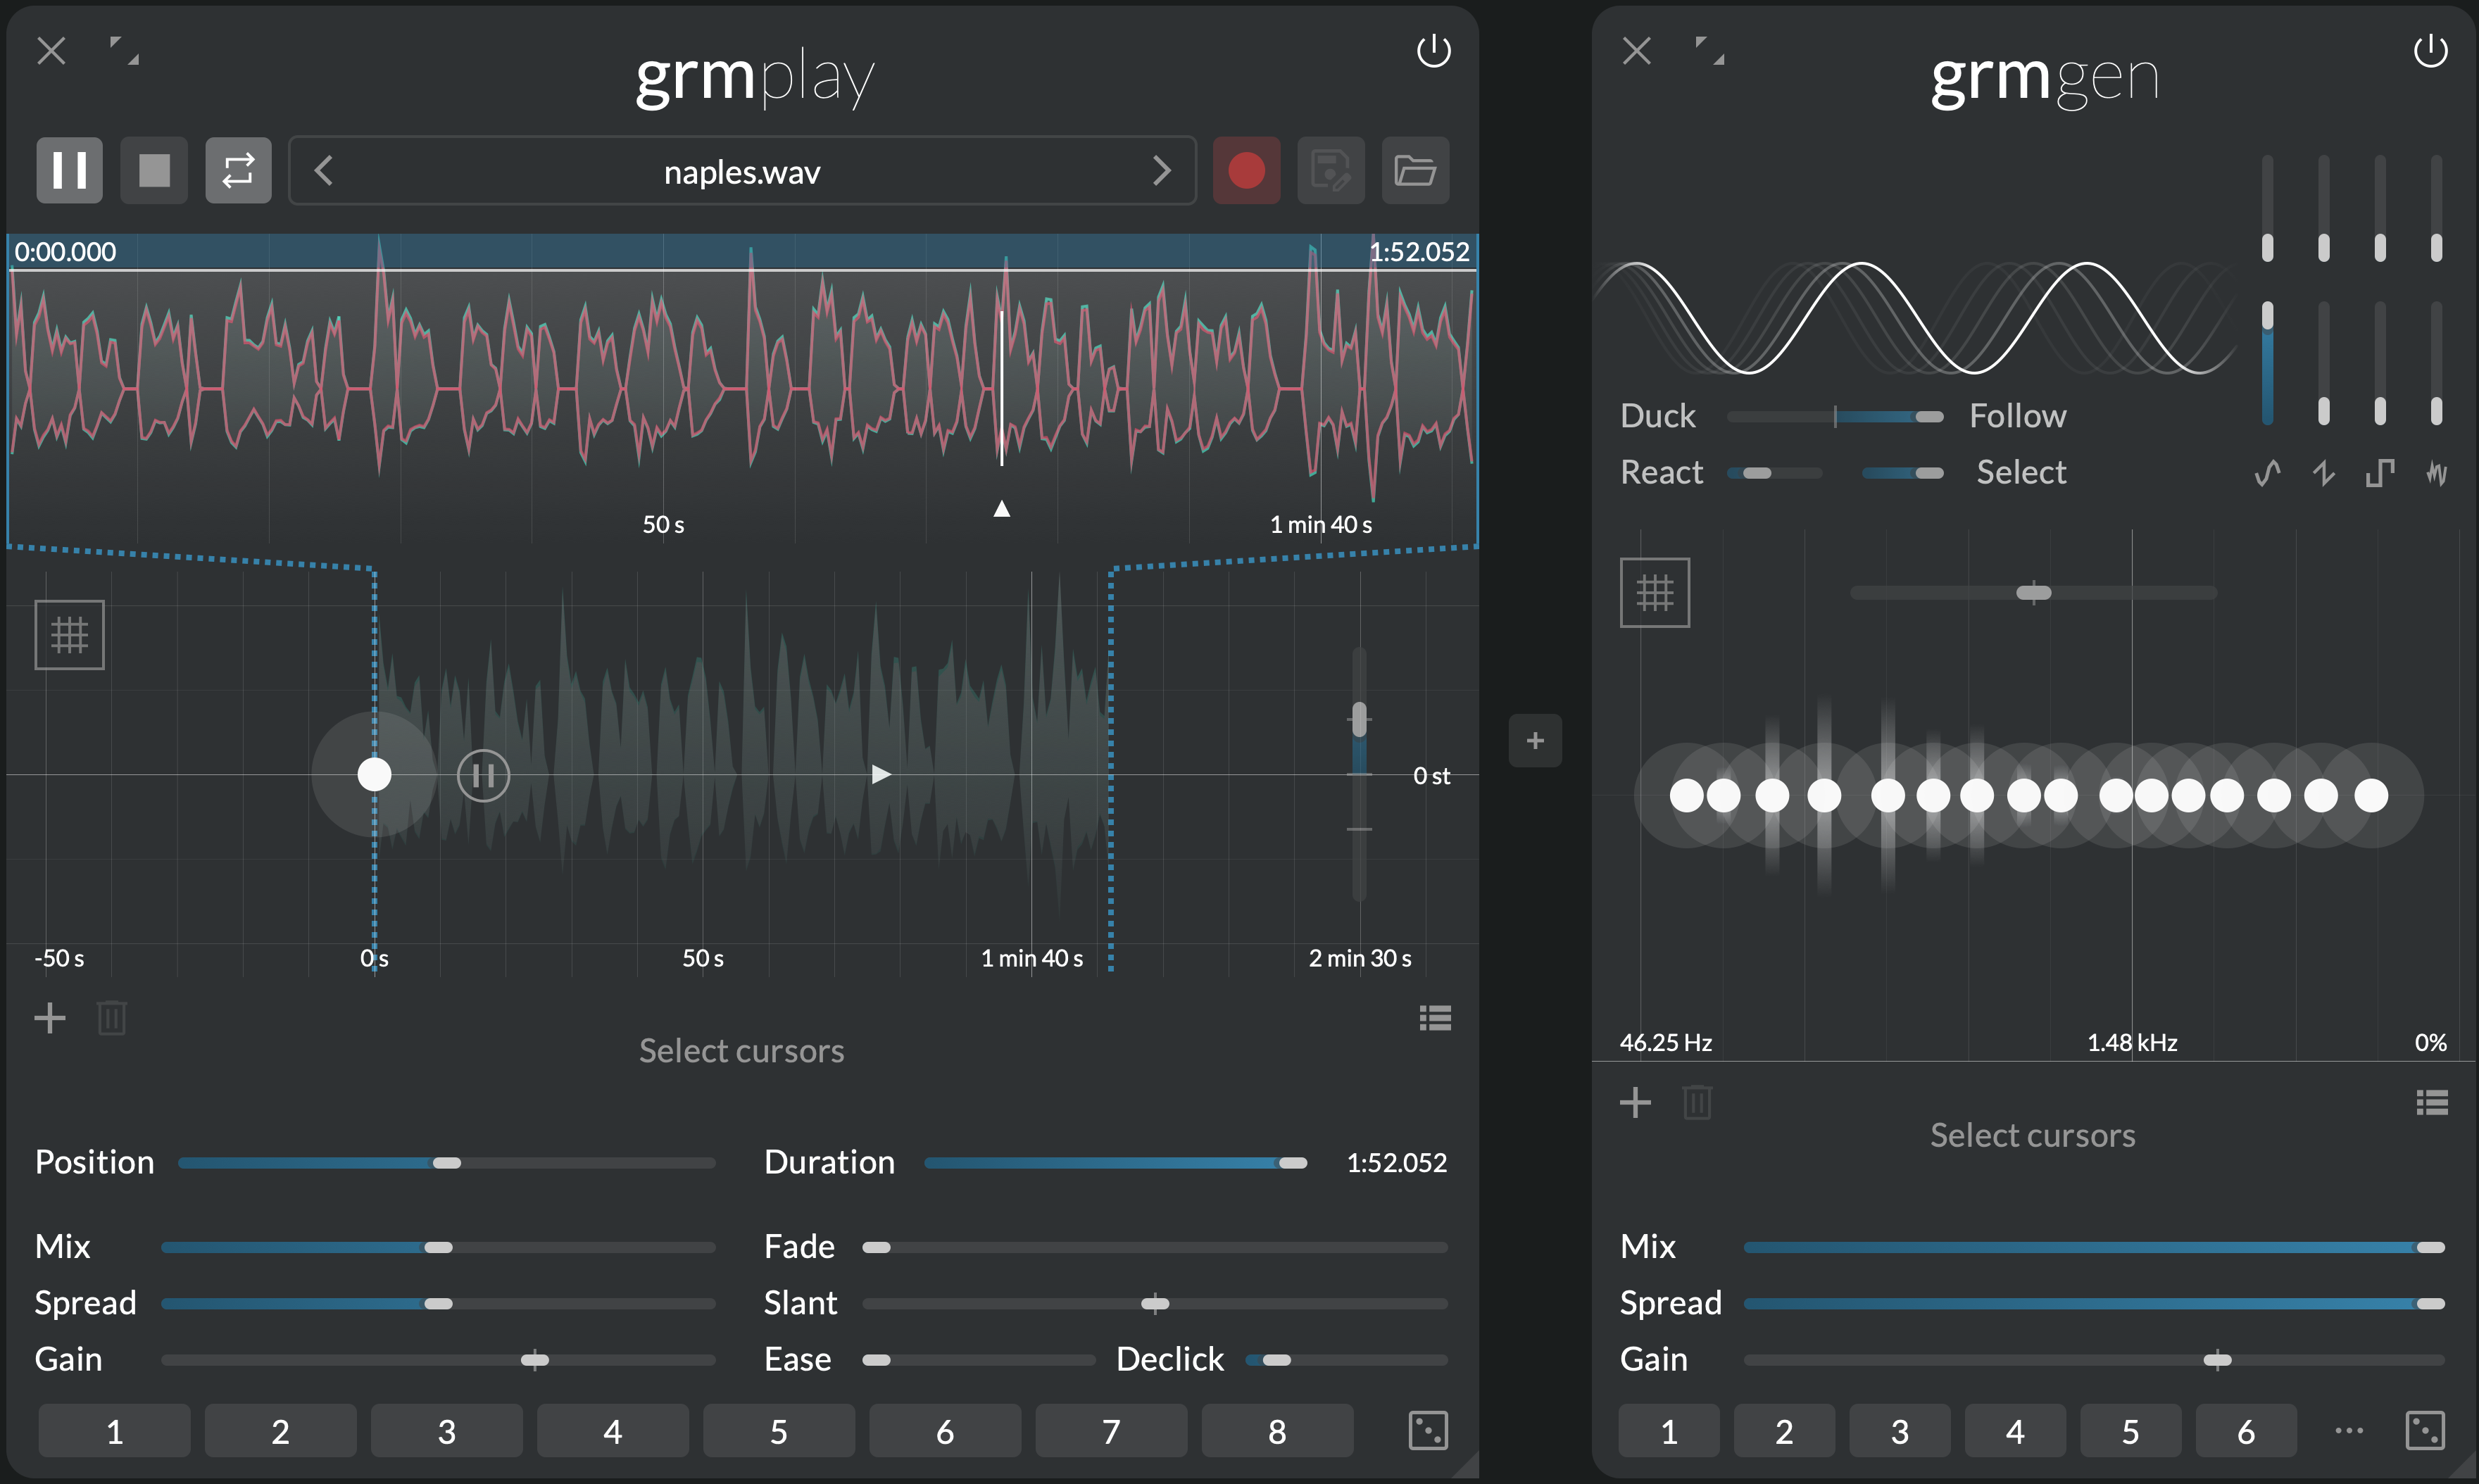 grmplay
naples.wav
0:00.000
1:52.052
50 s
1 min 40 s
0 st
-50 s
0 s
50 s
1 min 40 s
2 min 30 s
Select cursors
Position
Duration
1:52.052
Mix
Fade
Spread
Slant
Gain
Ease
Declick
1 2 3 4 5 6 7 8
grmgen
Duck
Follow
React
Select
46.25 Hz
1.48 kHz
0%
Select cursors
Mix
Spread
Gain
1 2 3 4 5 6 ...